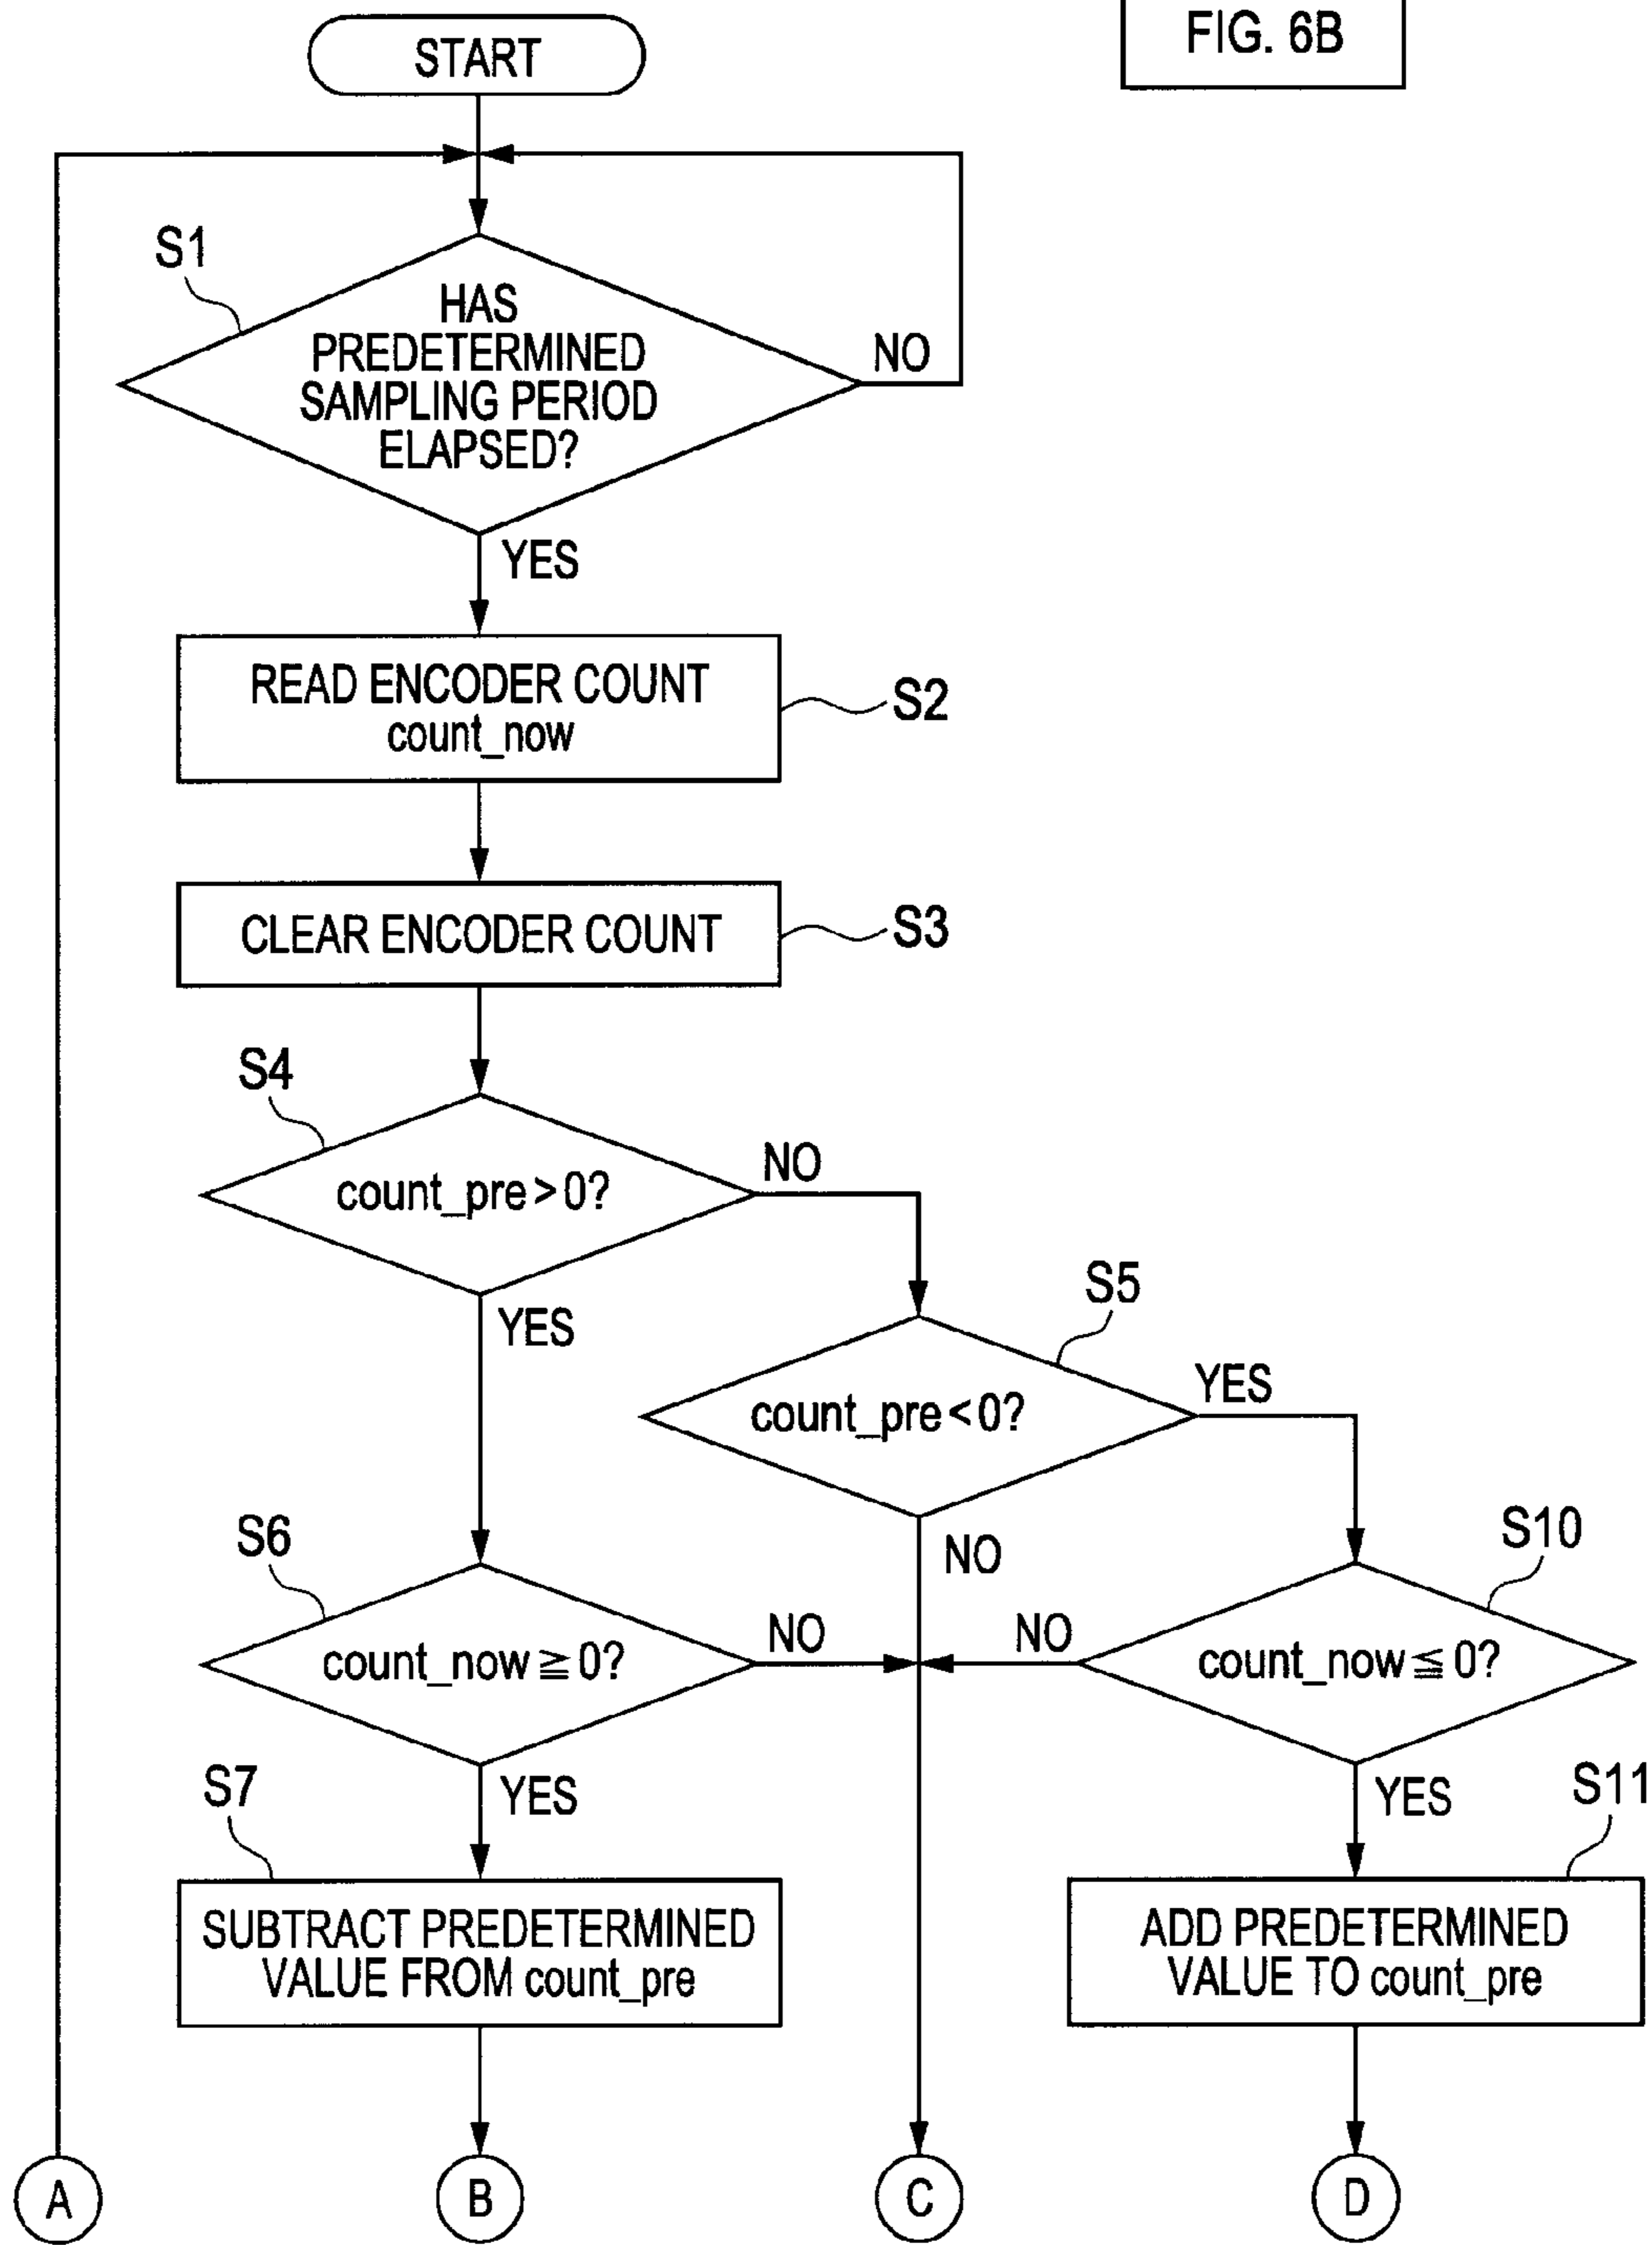 FIG. 6B
START
S1
HAS
PREDETERMINED
SAMPLING PERIOD
ELAPSED?
NO
YES
READ ENCODER COUNT
count_now
S2
CLEAR ENCODER COUNT
S3
S4
count_pre > 0?
NO
YES
S5
count_pre < 0?
YES
NO
S6
count_now ≧ 0?
NO
YES
S10
count_now ≦ 0?
NO
YES
S7
SUBTRACT PREDETERMINED
VALUE FROM count_pre
S11
ADD PREDETERMINED
VALUE TO count_pre
A
B
C
D